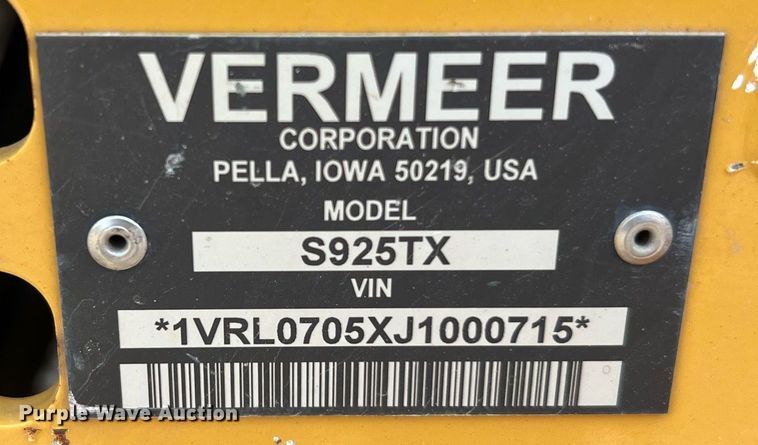 VERMEER
CORPORATION
PELLA, IOWA 50219, USA
MODEL
S925TX
VIN
*1VRL0705XJ1000715*
Purple Wave Auction